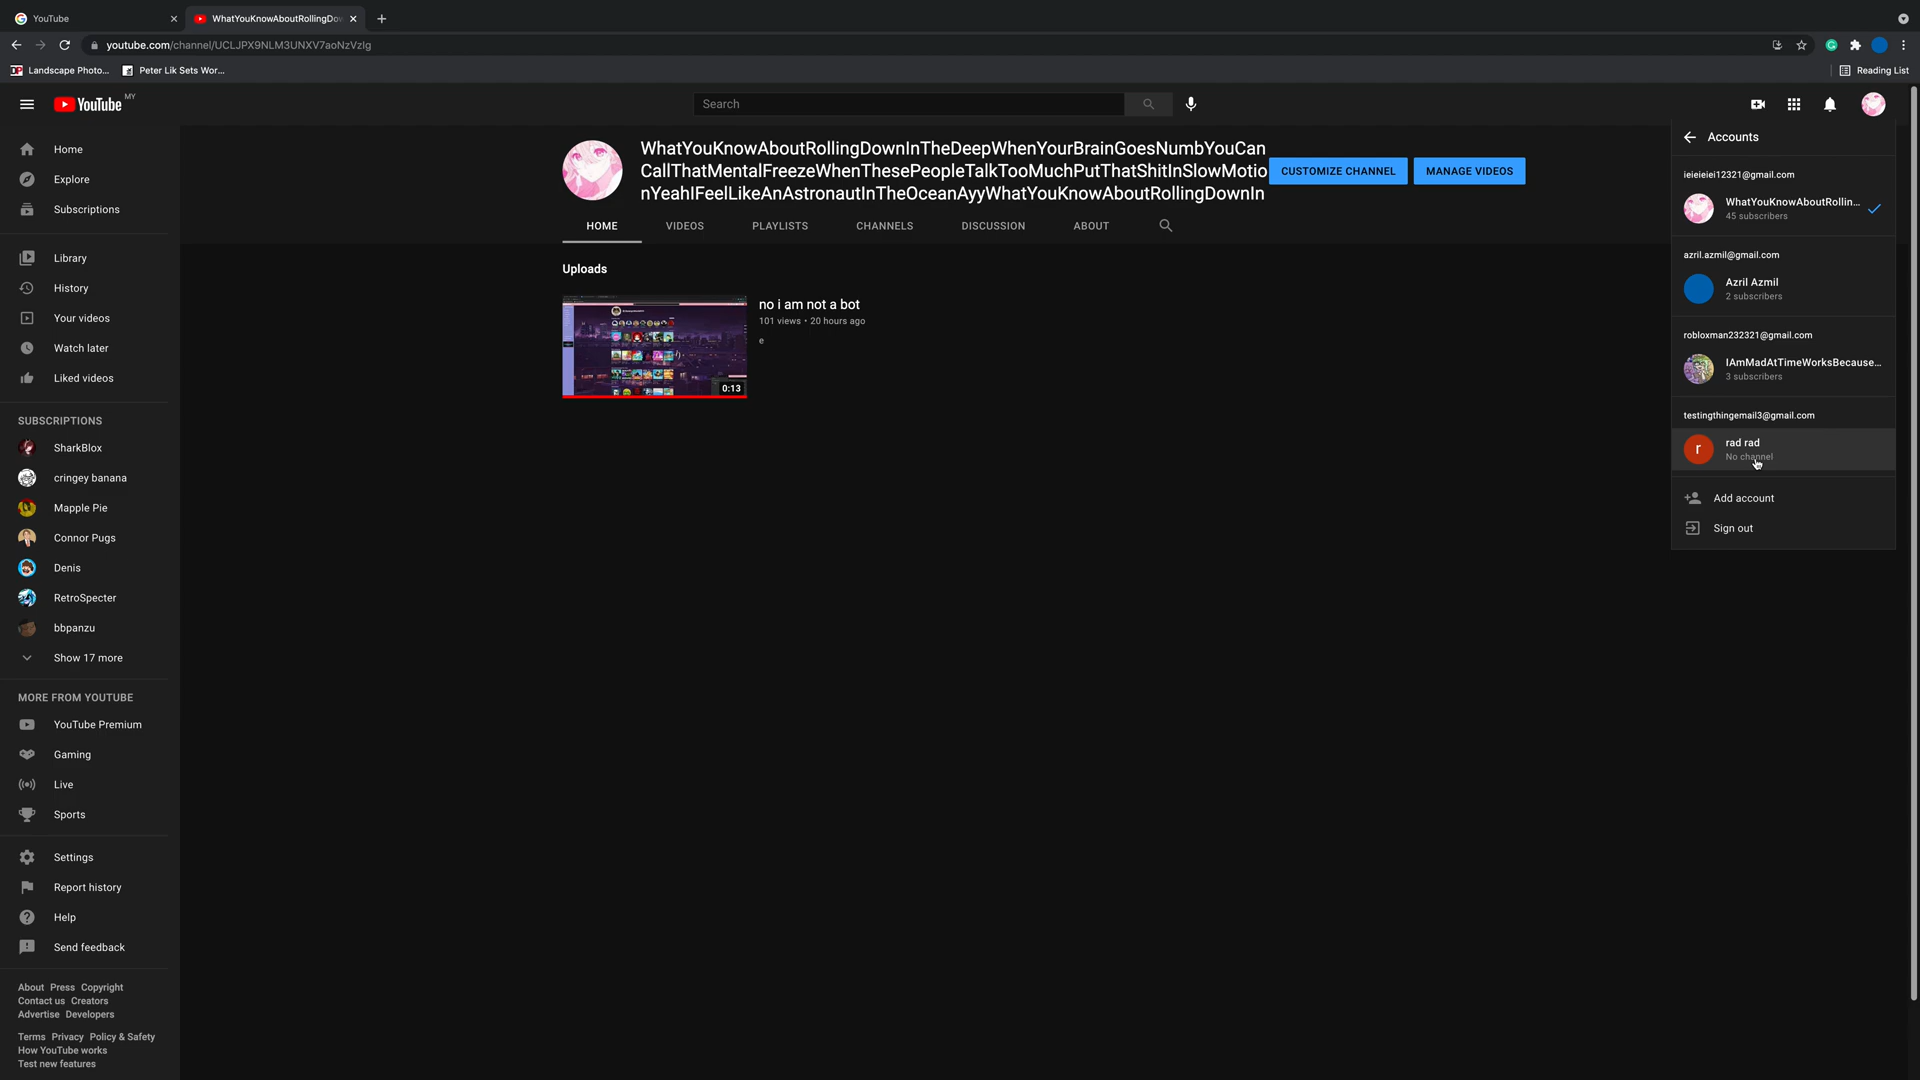 YouTube
WhatYouKnowAboutRollingDow
youtube.com/channel/UCLJPX9NLM3UNXV7aoNzVzIg
Landscape Photo...
Peter Lik Sets Wor...
Reading List
YouTube MY
Search
Home
Explore
Subscriptions
Library
History
Your videos
Watch later
Liked videos
SUBSCRIPTIONS
SharkBlox
cringey banana
Mapple Pie
Connor Pugs
Denis
RetroSpecter
bbpanzu
Show 17 more
MORE FROM YOUTUBE
YouTube Premium
Gaming
Live
Sports
Settings
Report history
Help
Send feedback
About Press Copyright
Contact us Creators
Advertise Developers
Terms Privacy Policy & Safety
How YouTube works
Test new features
WhatYouKnowAboutRollingDownInTheDeepWhenYourBrainGoesNumbYouCan
CallThatMentalFreezeWhenThesePeopleTalkTooMuchPutThatShitInSlowMotio
nYeahIFeelLikeAnAstronautInTheOceanAyyWhatYouKnowAboutRollingDownIn
CUSTOMIZE CHANNEL
MANAGE VIDEOS
HOME
VIDEOS
PLAYLISTS
CHANNELS
DISCUSSION
ABOUT
Uploads
0:13
no i am not a bot
101 views • 20 hours ago
e
Accounts
ieieieiei12321@gmail.com
WhatYouKnowAboutRollin...
45 subscribers
azril.azmil@gmail.com
Azril Azmil
2 subscribers
robloxman232321@gmail.com
IAmMadAtTimeWorksBecause...
3 subscribers
testingthingemail3@gmail.com
r
rad rad
No channel
Add account
Sign out